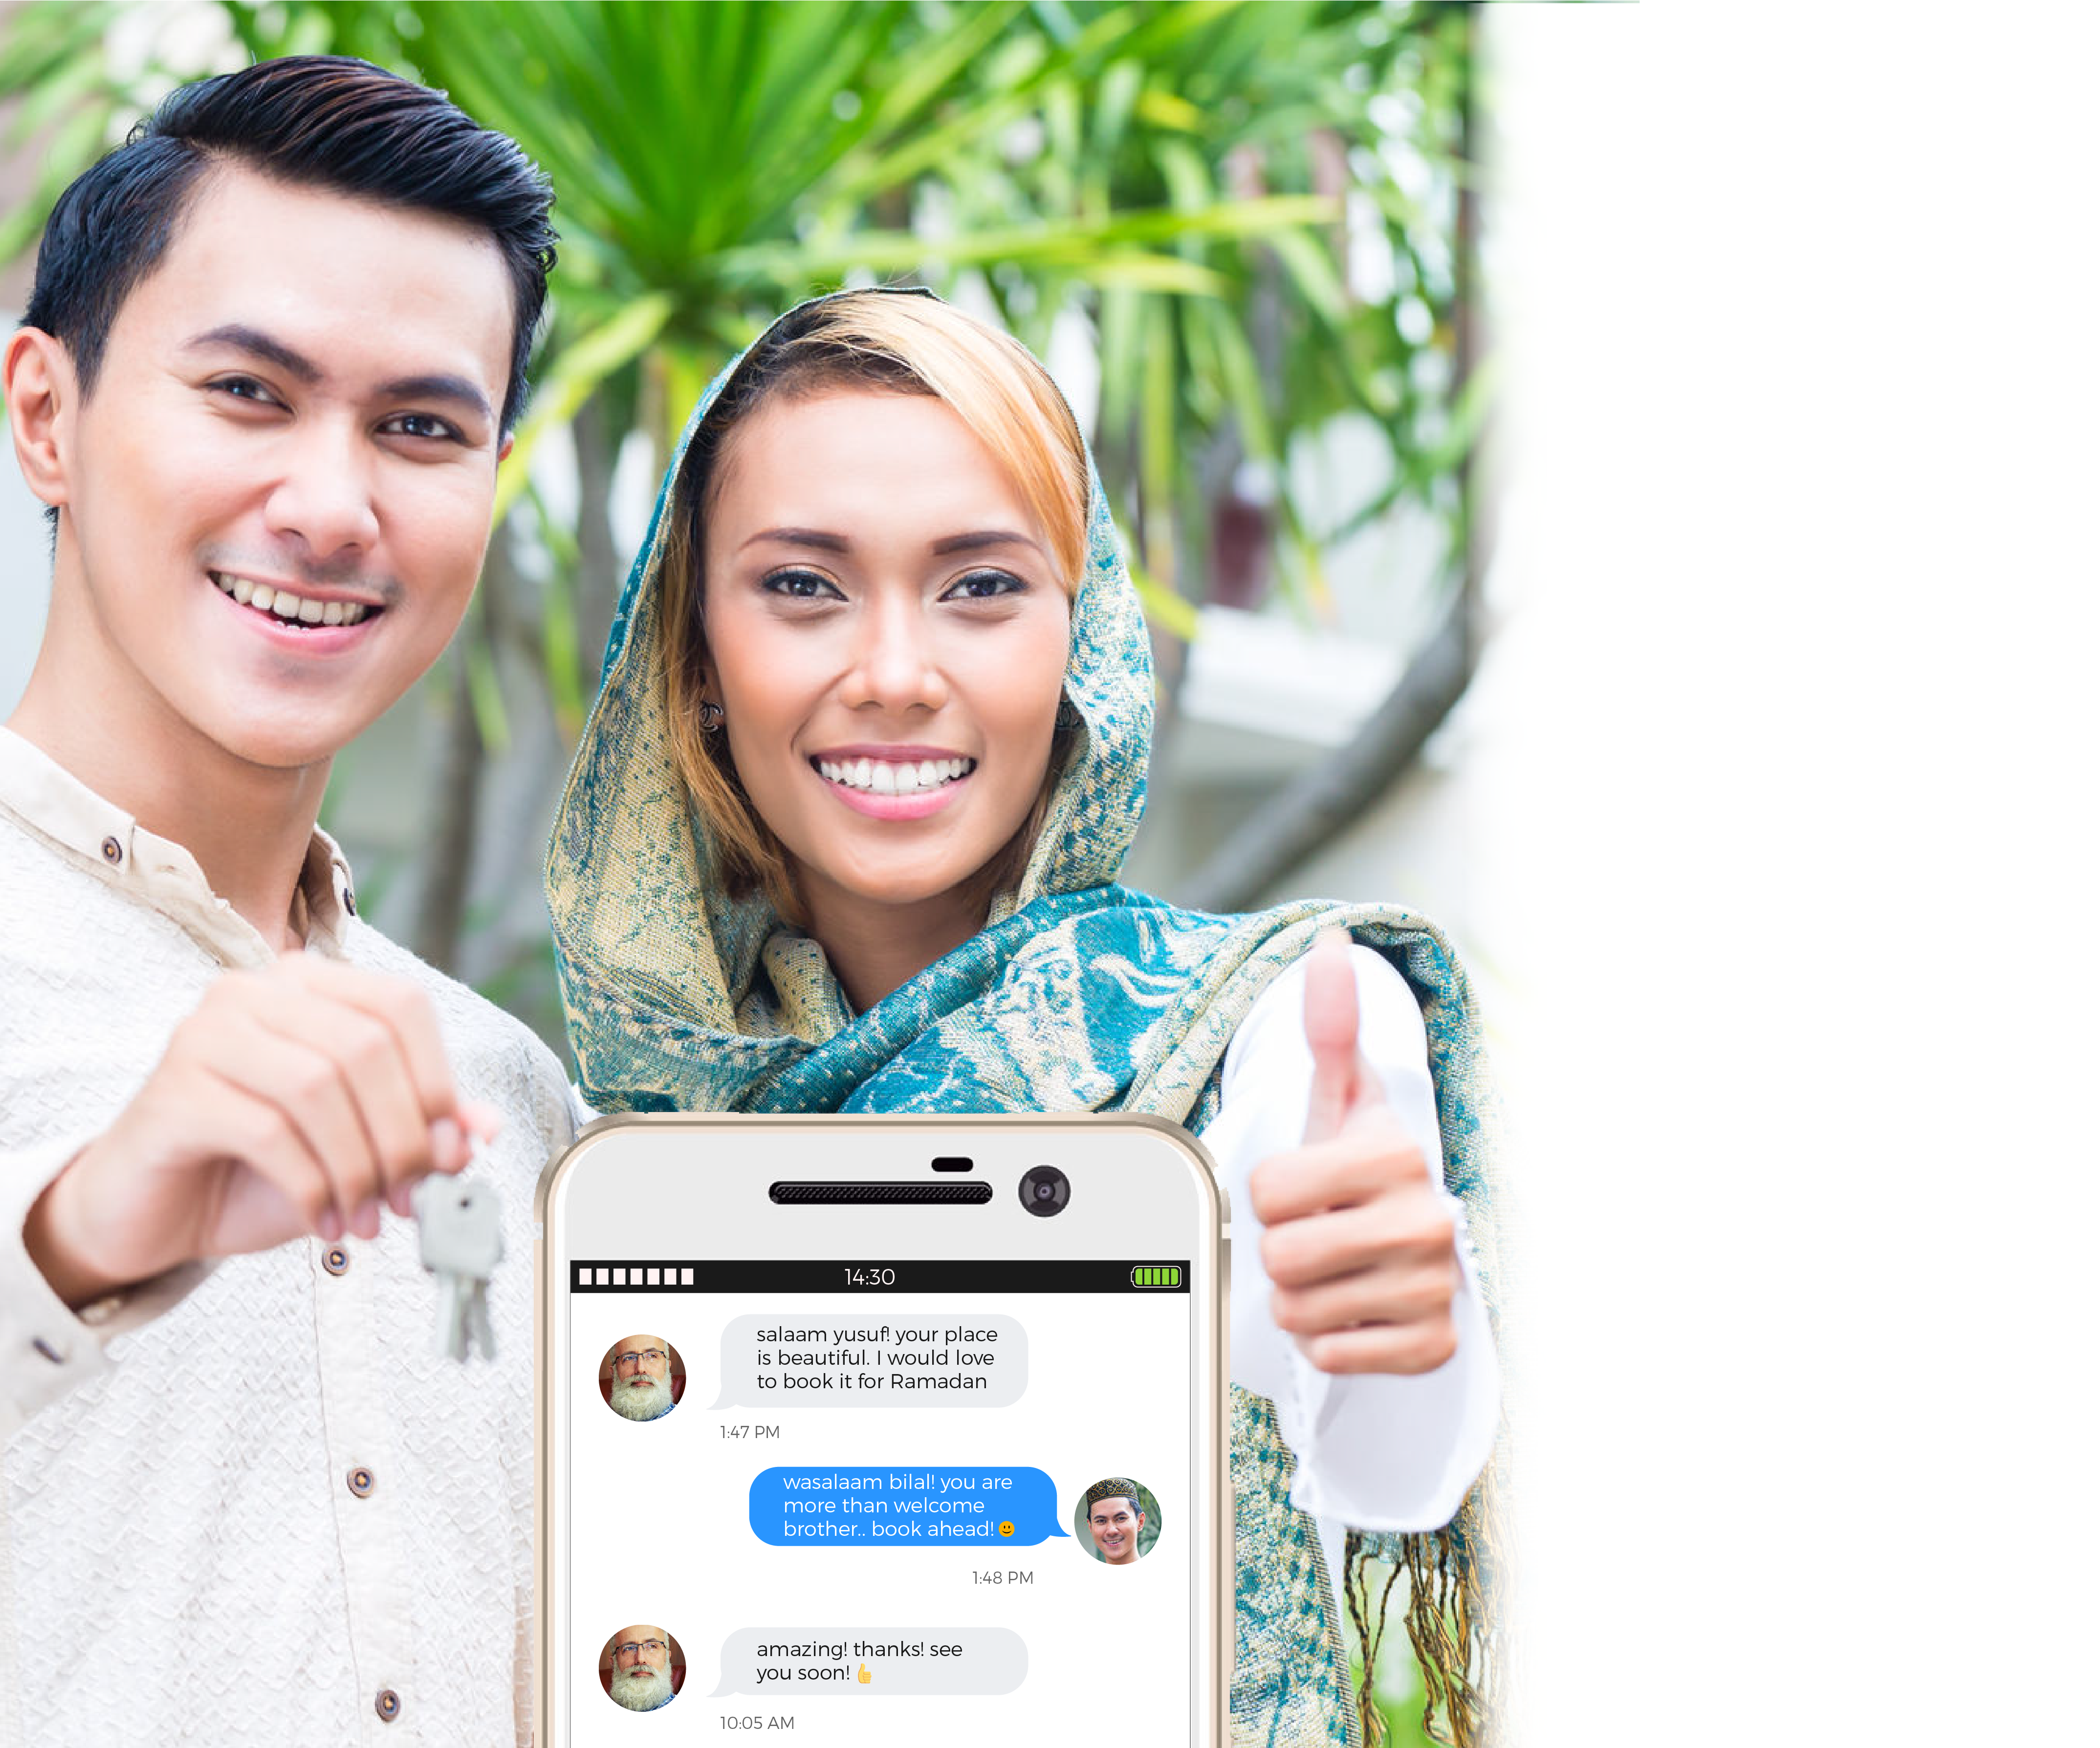 14:30
salaam yusuf! your place
is beautiful. I would love
to book it for Ramadan
1:47 PM
wasalaam bilal! you are
more than welcome
brother.. book ahead! 🙂
1:48 PM
amazing! thanks! see
you soon! 👍
10:05 AM